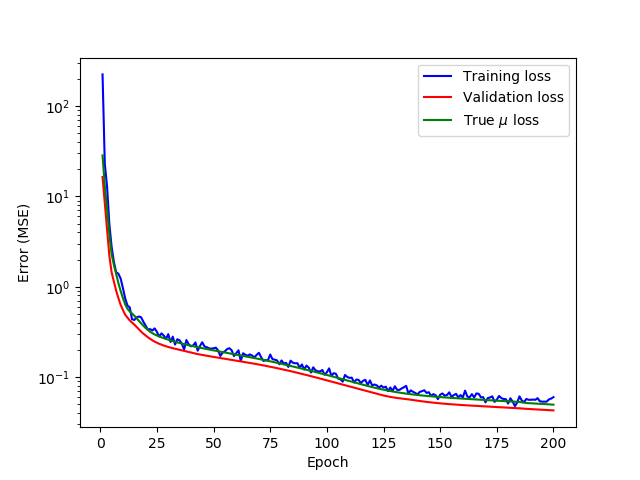 Training loss
Validation loss
True μ loss
Error (MSE)
10²
10¹
10⁰
10⁻¹
0 25 50 75 100 125 150 175 200
Epoch